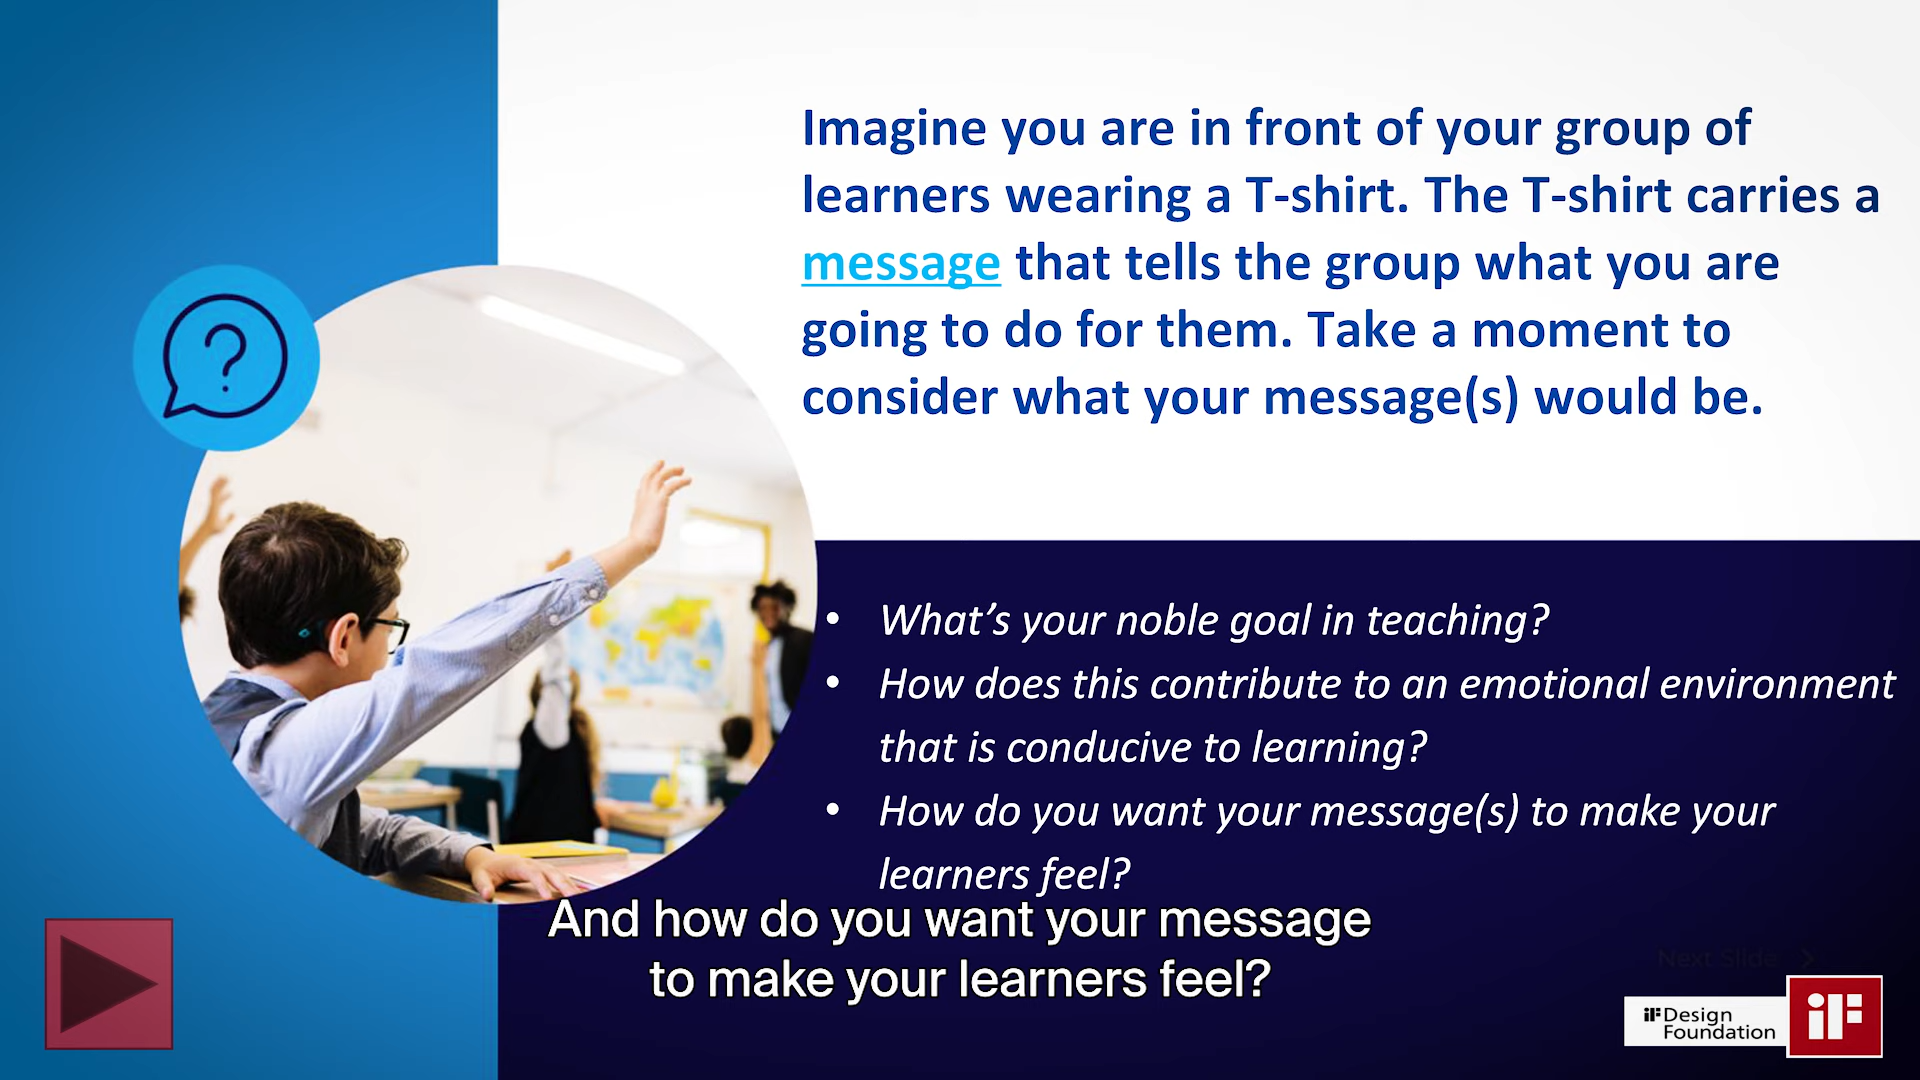 Imagine you are in front of your group of
learners wearing a T-shirt. The T-shirt carries a
message that tells the group what you are
going to do for them. Take a moment to
consider what your message(s) would be.
?
• What’s your noble goal in teaching?
• How does this contribute to an emotional environment
that is conducive to learning?
• How do you want your message(s) to make your
learners feel?
And how do you want your message
to make your learners feel?
Next Slide >
iF Design
Foundation
iF